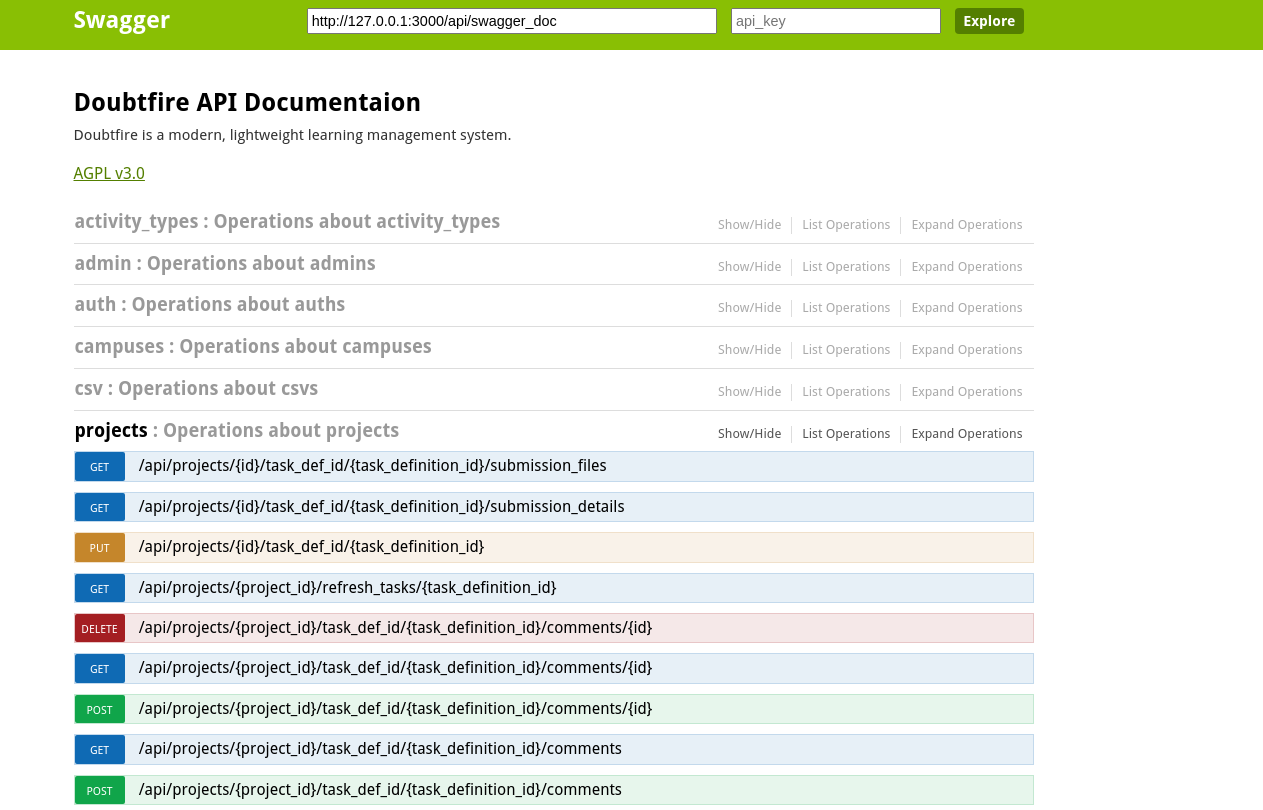 Swagger http://127.0.0.1:3000/api/swagger_doc api_key Explore
Doubtfire API Documentaion
Doubtfire is a modern, lightweight learning management system.
AGPL v3.0
activity_types : Operations about activity_types Show/Hide List Operations Expand Operations
admin : Operations about admins Show/Hide List Operations Expand Operations
auth : Operations about auths Show/Hide List Operations Expand Operations
campuses : Operations about campuses Show/Hide List Operations Expand Operations
csv : Operations about csvs Show/Hide List Operations Expand Operations
projects : Operations about projects Show/Hide List Operations Expand Operations
GET /api/projects/{id}/task_def_id/{task_definition_id}/submission_files
GET /api/projects/{id}/task_def_id/{task_definition_id}/submission_details
PUT /api/projects/{id}/task_def_id/{task_definition_id}
GET /api/projects/{project_id}/refresh_tasks/{task_definition_id}
DELETE /api/projects/{project_id}/task_def_id/{task_definition_id}/comments/{id}
GET /api/projects/{project_id}/task_def_id/{task_definition_id}/comments/{id}
POST /api/projects/{project_id}/task_def_id/{task_definition_id}/comments/{id}
GET /api/projects/{project_id}/task_def_id/{task_definition_id}/comments
POST /api/projects/{project_id}/task_def_id/{task_definition_id}/comments